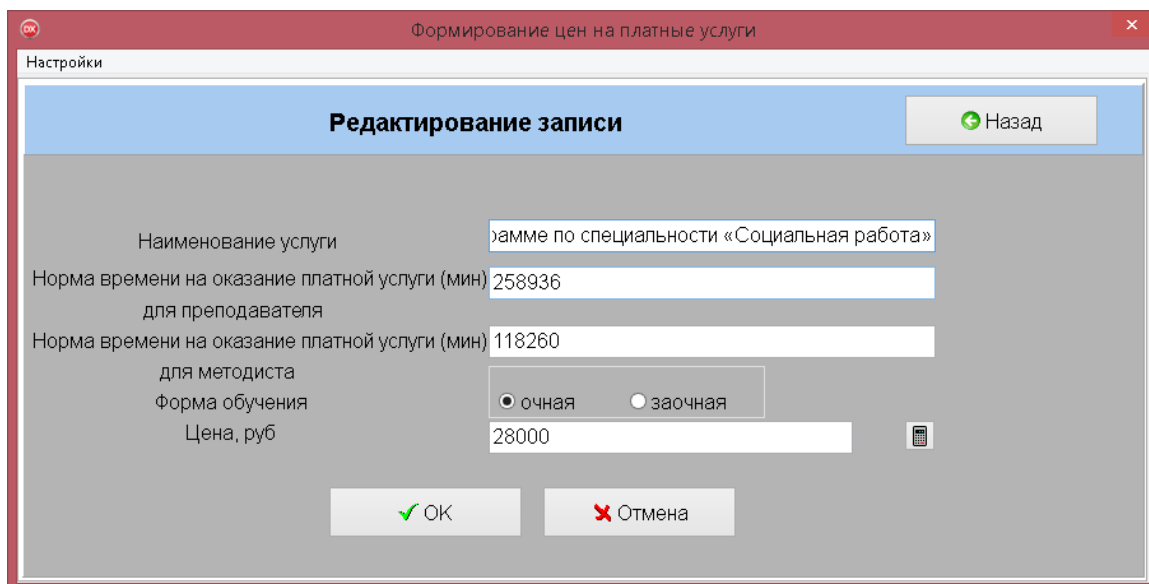 DX
Формирование цен на платные услуги
Настройки
Редактирование записи
Назад
Наименование услуги
по специальности «Социальная работа»
Норма времени на оказание платной услуги (мин) 258936
для преподавателя
Норма времени на оказание платной услуги (мин) 118260
для методиста
Форма обучения
очная заочная
Цена, руб
28000
OK
Отмена